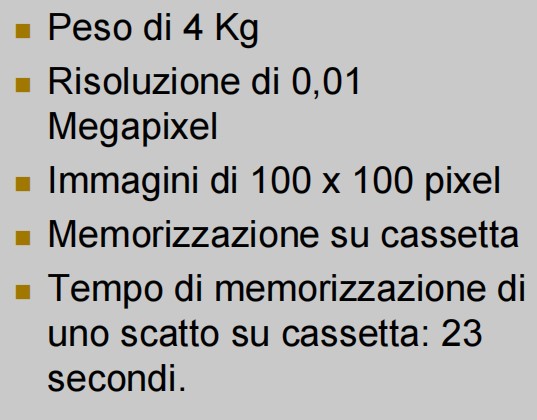 Peso di 4 Kg
Risoluzione di 0,01
Megapixel
Immagini di 100 x 100 pixel
Memorizzazione su cassetta
Tempo di memorizzazione di
uno scatto su cassetta: 23
secondi.